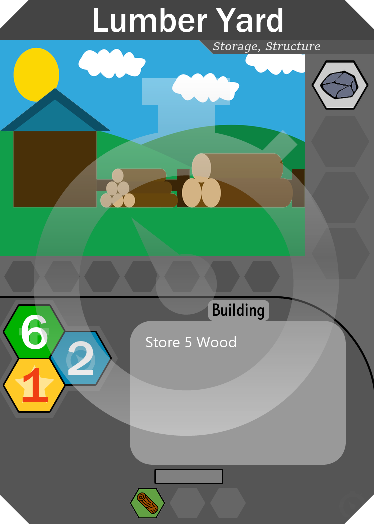 Lumber Yard
Storage, Structure
6
2
1
Building
Store 5 Wood